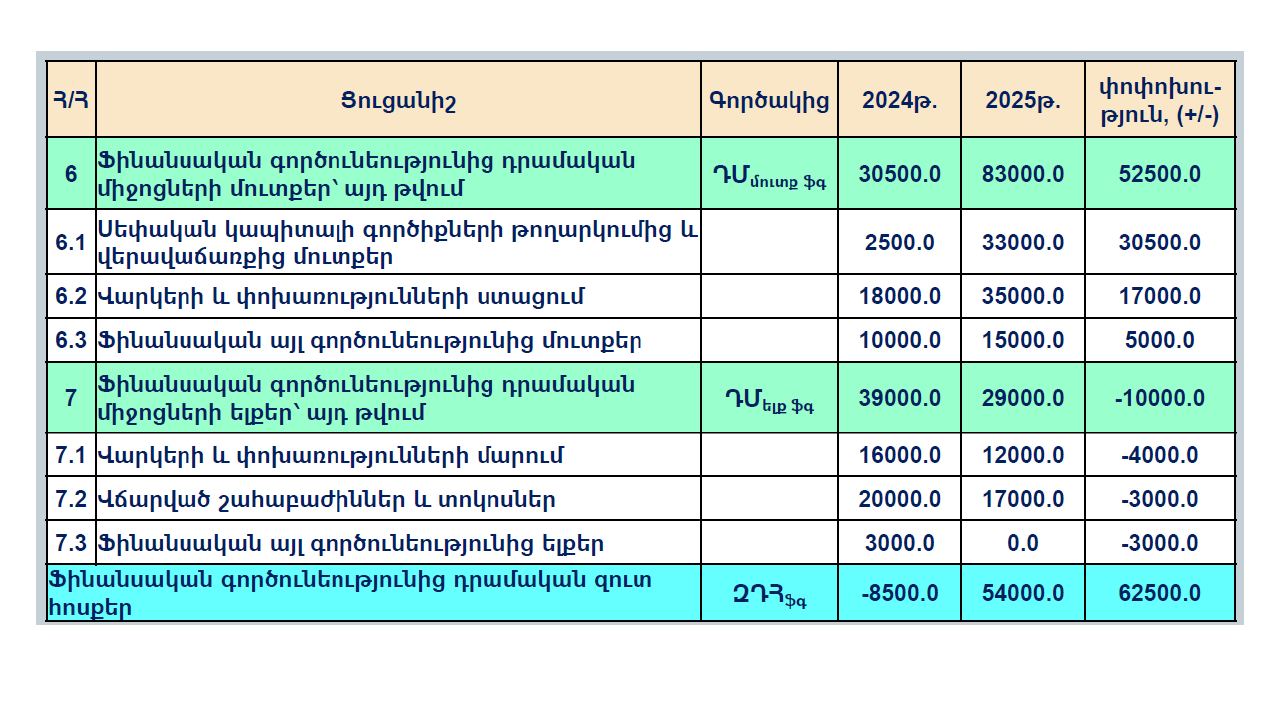 Հ/Հ Ցուցանիշ Գործակից 2024թ. 2025թ. փոփոխու-
թյուն, (+/-)
6 Ֆինանսական գործունեությունից դրամական
միջոցների մուտքեր՝ այդ թվում ԴՄմուտք ֆգ 30500.0 83000.0 52500.0
6.1 Սեփական կապիտալի գործիքների թողարկումից և
վերավաճառքից մուտքեր 2500.0 33000.0 30500.0
6.2 Վարկերի և փոխառությունների ստացում 18000.0 35000.0 17000.0
6.3 Ֆինանսական այլ գործունեությունից մուտքեր 10000.0 15000.0 5000.0
7 Ֆինանսական գործունեությունից դրամական
միջոցների ելքեր՝ այդ թվում ԴՄելք ֆգ 39000.0 29000.0 -10000.0
7.1 Վարկերի և փոխառությունների մարում 16000.0 12000.0 -4000.0
7.2 Վճարված շահաբաժիններ և տոկոսներ 20000.0 17000.0 -3000.0
7.3 Ֆինանսական այլ գործունեությունից ելքեր 3000.0 0.0 -3000.0
Ֆինանսական գործունեությունից դրամական զուտ
հոսքեր ԶԴՀֆգ -8500.0 54000.0 62500.0